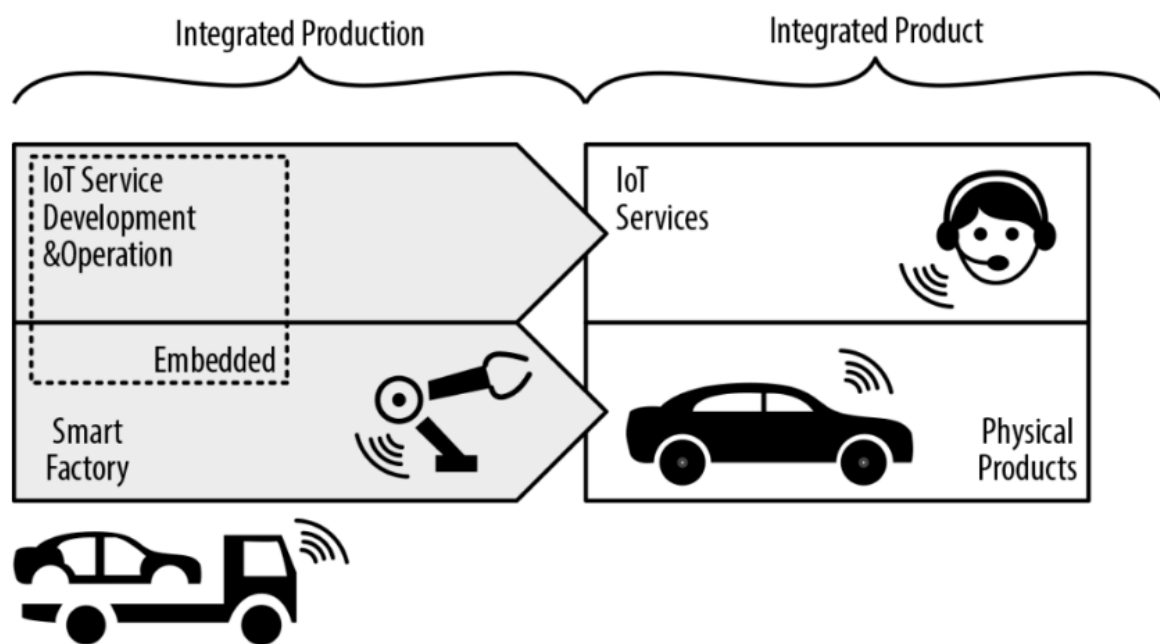 Integrated Production
Integrated Product
IoT Service
Development
&Operation
Embedded
Smart
Factory
IoT
Services
Physical
Products